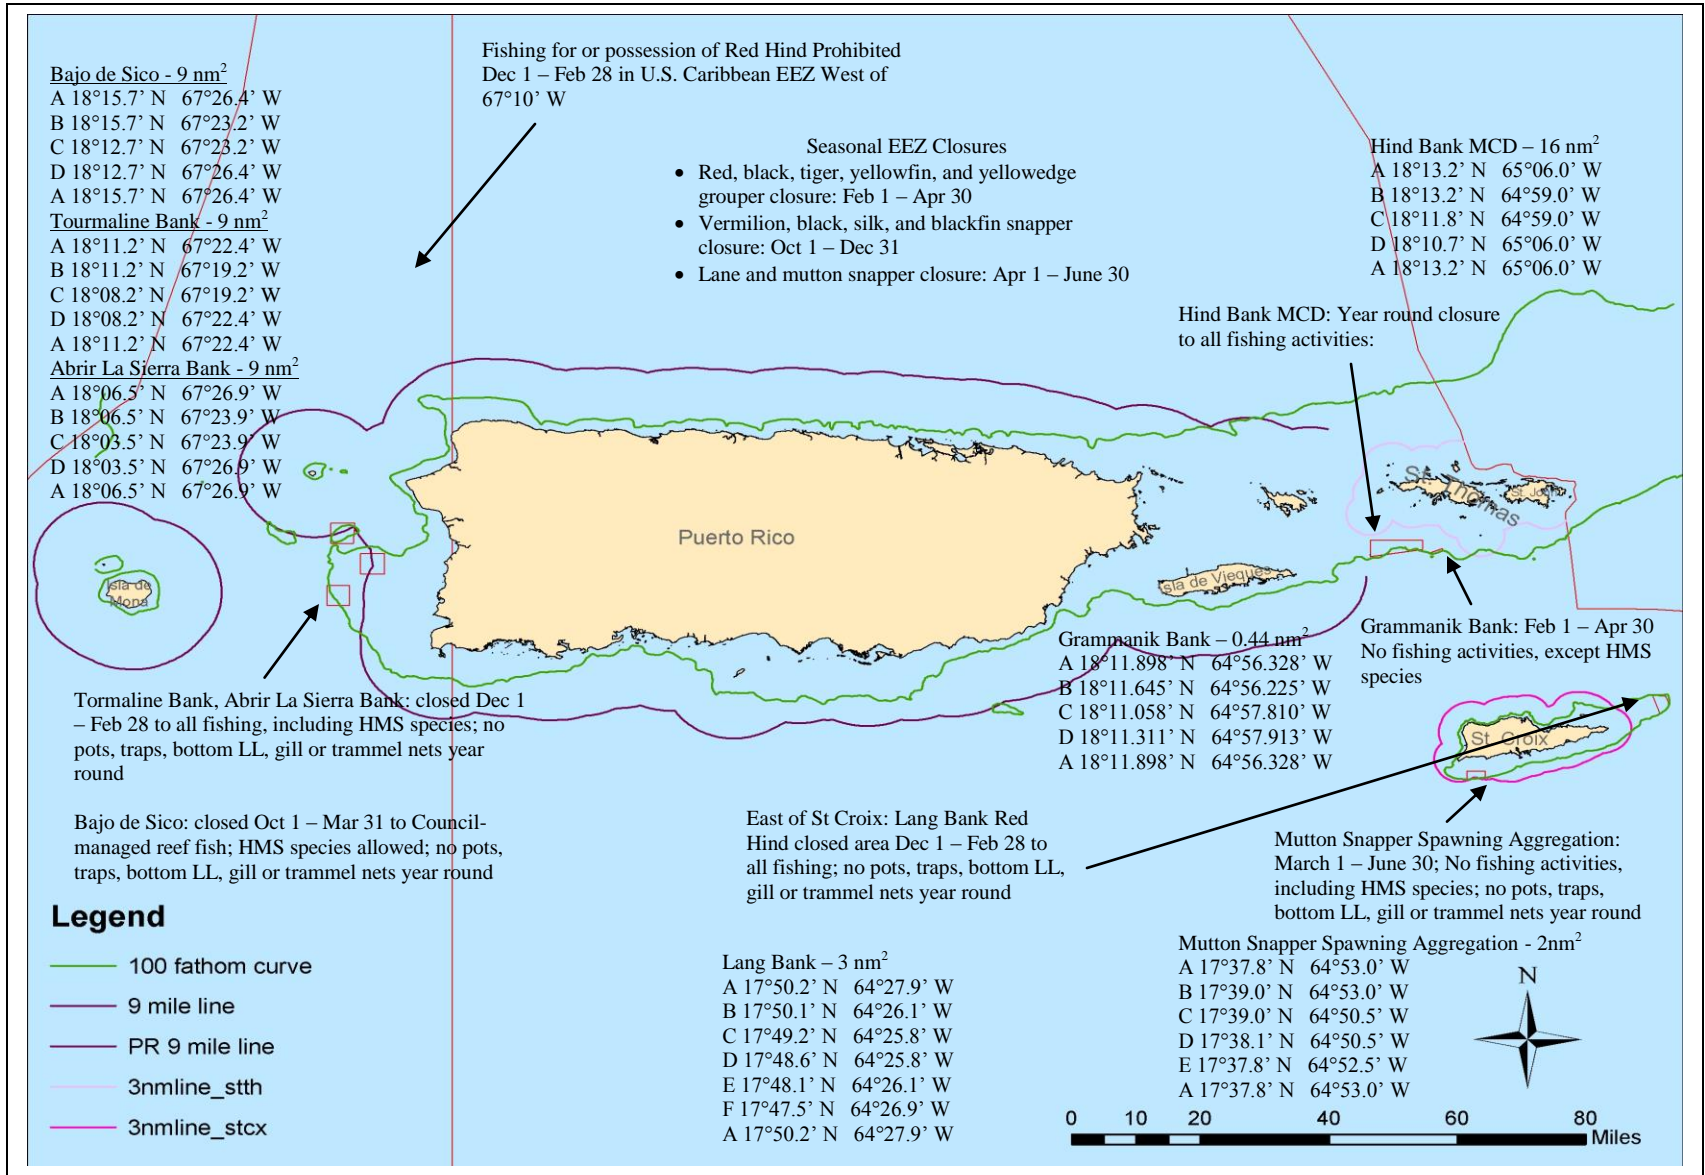 Bajo de Sico - 9 nm²
A 18°15.7’ N 67°26.4’ W
B 18°15.7’ N 67°23.2’ W
C 18°12.7’ N 67°23.2’ W
D 18°12.7’ N 67°26.4’ W
A 18°15.7’ N 67°26.4’ W
Tourmaline Bank - 9 nm²
A 18°11.2’ N 67°22.4’ W
B 18°11.2’ N 67°19.2’ W
C 18°08.2’ N 67°19.2’ W
D 18°08.2’ N 67°22.4’ W
A 18°11.2’ N 67°22.4’ W
Abrir La Sierra Bank - 9 nm²
A 18°06.5’ N 67°26.9’ W
B 18°06.5’ N 67°23.9’ W
C 18°03.5’ N 67°23.9’ W
D 18°03.5’ N 67°26.9’ W
A 18°06.5’ N 67°26.9’ W
Fishing for or possession of Red Hind Prohibited
Dec 1 – Feb 28 in U.S. Caribbean EEZ West of
67°10’ W
Seasonal EEZ Closures
• Red, black, tiger, yellowfin, and yellowedge
grouper closure: Feb 1 – Apr 30
• Vermilion, black, silk, and blackfin snapper
closure: Oct 1 – Dec 31
• Lane and mutton snapper closure: Apr 1 – June 30
Hind Bank MCD – 16 nm²
A 18°13.2’ N 65°06.0’ W
B 18°13.2’ N 64°59.0’ W
C 18°11.8’ N 64°59.0’ W
D 18°10.7’ N 65°06.0’ W
A 18°13.2’ N 65°06.0’ W
Hind Bank MCD: Year round closure
to all fishing activities:
Puerto Rico
Isla de
Mona
Isla de Vieques
St. Thomas
St. John
St. Croix
Grammanik Bank – 0.44 nm²
A 18°11.898’ N 64°56.328’ W
B 18°11.645’ N 64°56.225’ W
C 18°11.058’ N 64°57.810’ W
D 18°11.311’ N 64°57.913’ W
A 18°11.898’ N 64°56.328’ W
Grammanik Bank: Feb 1 – Apr 30
No fishing activities, except HMS
species
Tormaline Bank, Abrir La Sierra Bank: closed Dec 1
– Feb 28 to all fishing, including HMS species; no
pots, traps, bottom LL, gill or trammel nets year
round
Bajo de Sico: closed Oct 1 – Mar 31 to Council-
managed reef fish; HMS species allowed; no pots,
traps, bottom LL, gill or trammel nets year round
East of St Croix: Lang Bank Red
Hind closed area Dec 1 – Feb 28 to
all fishing; no pots, traps, bottom LL,
gill or trammel nets year round
Mutton Snapper Spawning Aggregation:
March 1 – June 30; No fishing activities,
including HMS species; no pots, traps,
bottom LL, gill or trammel nets year round
Legend
100 fathom curve
9 mile line
PR 9 mile line
3nmline_stth
3nmline_stcx
Lang Bank – 3 nm²
A 17°50.2’ N 64°27.9’ W
B 17°50.1’ N 64°26.1’ W
C 17°49.2’ N 64°25.8’ W
D 17°48.6’ N 64°25.8’ W
E 17°48.1’ N 64°26.1’ W
F 17°47.5’ N 64°26.9’ W
A 17°50.2’ N 64°27.9’ W
Mutton Snapper Spawning Aggregation - 2nm²
A 17°37.8’ N 64°53.0’ W
B 17°39.0’ N 64°53.0’ W
C 17°39.0’ N 64°50.5’ W
D 17°38.1’ N 64°50.5’ W
E 17°37.8’ N 64°52.5’ W
A 17°37.8’ N 64°53.0’ W
N
0 10 20 40 60 80
Miles